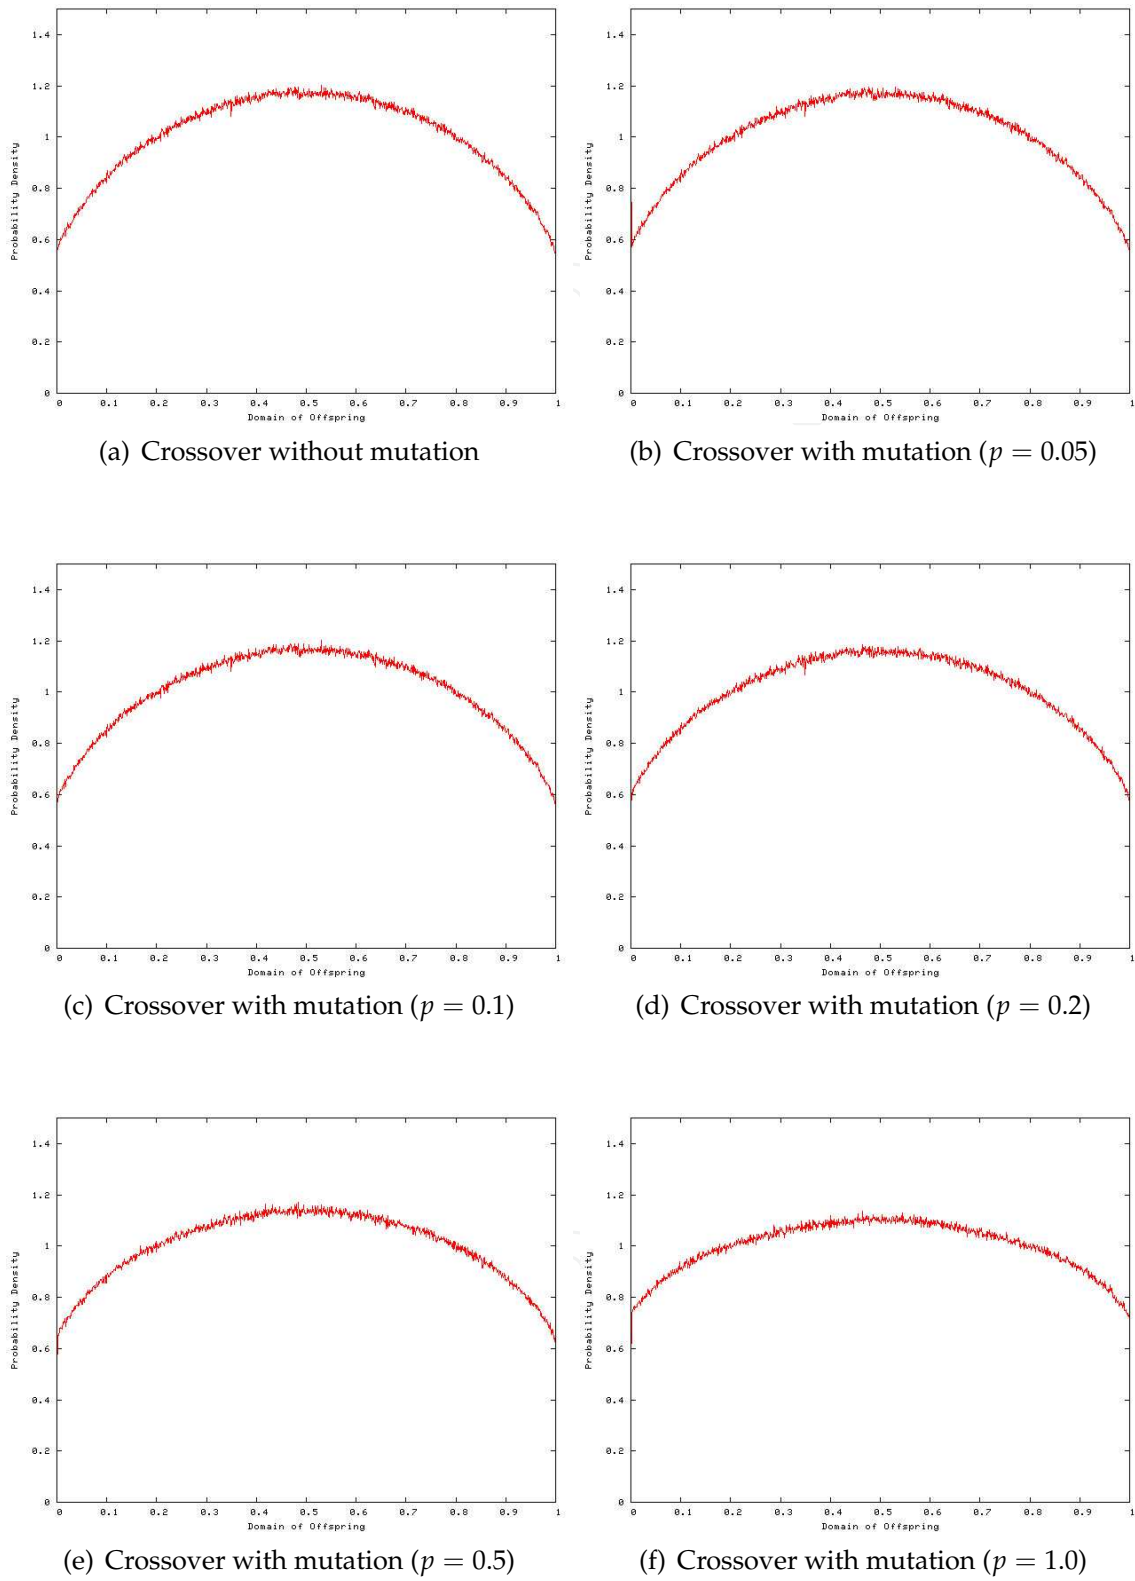 1.4
1.2
1
0.8
0.6
0.4
0.2
0
Probability Density
0 0.1 0.2 0.3 0.4 0.5 0.6 0.7 0.8 0.9 1
Domain of Offspring
(a) Crossover without mutation
1.4
1.2
1
0.8
0.6
0.4
0.2
0
Probability Density
0 0.1 0.2 0.3 0.4 0.5 0.6 0.7 0.8 0.9 1
Domain of Offspring
(b) Crossover with mutation (p = 0.05)
1.4
1.2
1
0.8
0.6
0.4
0.2
0
Probability Density
0 0.1 0.2 0.3 0.4 0.5 0.6 0.7 0.8 0.9 1
Domain of Offspring
(c) Crossover with mutation (p = 0.1)
1.4
1.2
1
0.8
0.6
0.4
0.2
0
Probability Density
0 0.1 0.2 0.3 0.4 0.5 0.6 0.7 0.8 0.9 1
Domain of Offspring
(d) Crossover with mutation (p = 0.2)
1.4
1.2
1
0.8
0.6
0.4
0.2
0
Probability Density
0 0.1 0.2 0.3 0.4 0.5 0.6 0.7 0.8 0.9 1
Domain of Offspring
(e) Crossover with mutation (p = 0.5)
1.4
1.2
1
0.8
0.6
0.4
0.2
0
Probability Density
0 0.1 0.2 0.3 0.4 0.5 0.6 0.7 0.8 0.9 1
Domain of Offspring
(f) Crossover with mutation (p = 1.0)